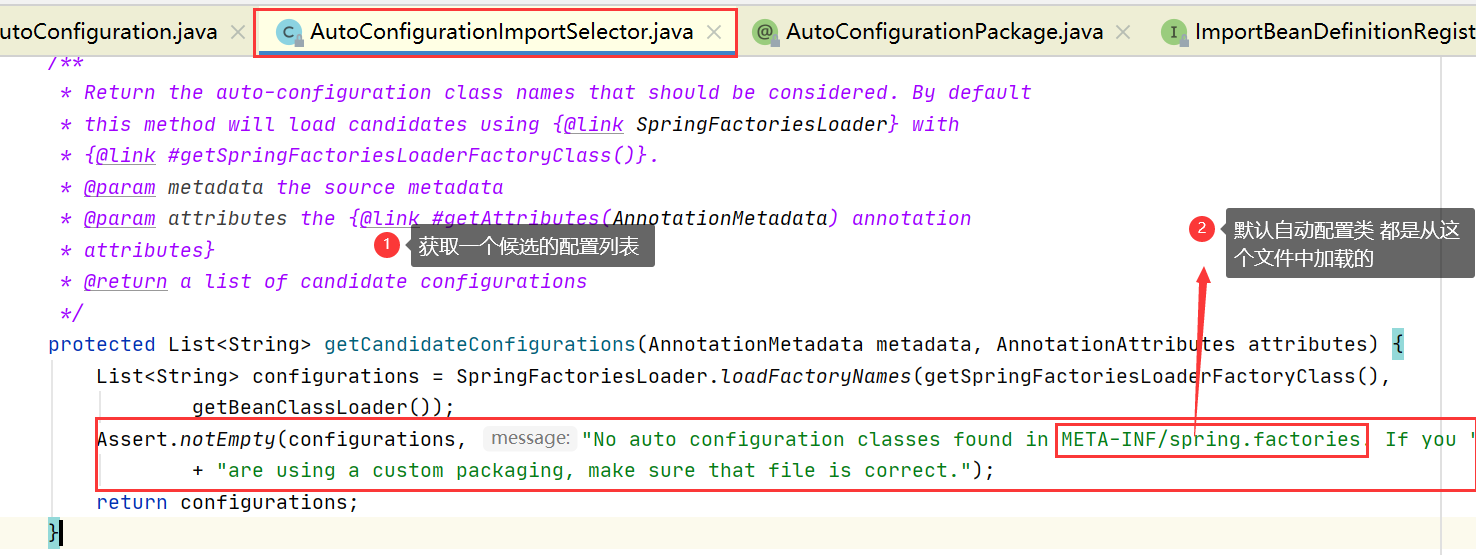 utoConfiguration.java AutoConfigurationImportSelector.java AutoConfigurationPackage.java ImportBeanDefinitionRegist
/**
* Return the auto-configuration class names that should be considered. By default
* this method will load candidates using {@link SpringFactoriesLoader} with
* {@link #getSpringFactoriesLoaderFactoryClass()}.
* @param metadata the source metadata
* @param attributes the {@link #getAttributes(AnnotationMetadata) annotation
* attributes}
1 获取一个候选的配置列表
2 默认自动配置类 都是从这
个文件中加载的
* @return a list of candidate configurations
*/
protected List<String> getCandidateConfigurations(AnnotationMetadata metadata, AnnotationAttributes attributes) {
List<String> configurations = SpringFactoriesLoader.loadFactoryNames(getSpringFactoriesLoaderFactoryClass(),
getBeanClassLoader());
Assert.notEmpty(configurations, message: "No auto configuration classes found in META-INF/spring.factories. If you "
+ "are using a custom packaging, make sure that file is correct.");
return configurations;
}